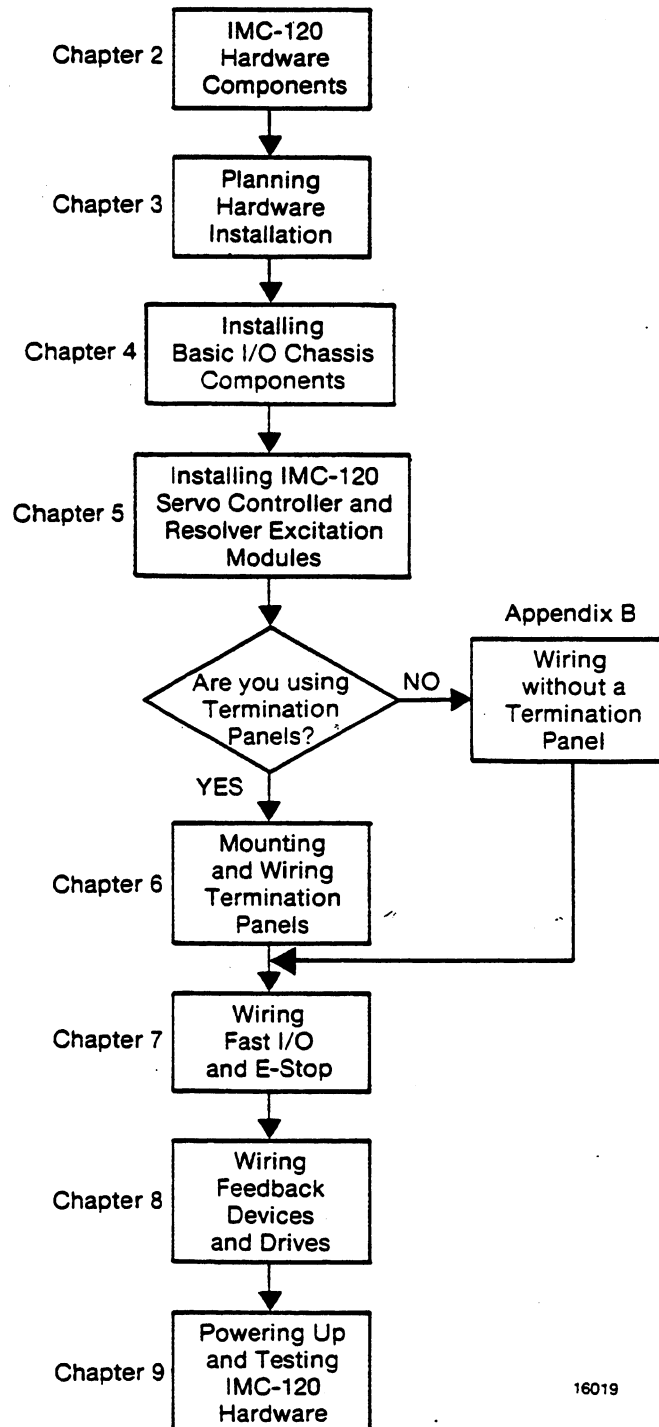 Chapter 2
IMC-120
Hardware
Components
Chapter 3
Planning
Hardware
Installation
Chapter 4
Installing
Basic I/O Chassis
Components
Chapter 5
Installing IMC-120
Servo Controller and
Resolver Excitation
Modules
Are you using
Termination
Panels?
NO
Appendix B
Wiring
without a
Termination
Panel
YES
Chapter 6
Mounting
and Wiring
Termination
Panels
Chapter 7
Wiring
Fast I/O
and E-Stop
Chapter 8
Wiring
Feedback
Devices
and Drives
Chapter 9
Powering Up
and Testing
IMC-120
Hardware
16019